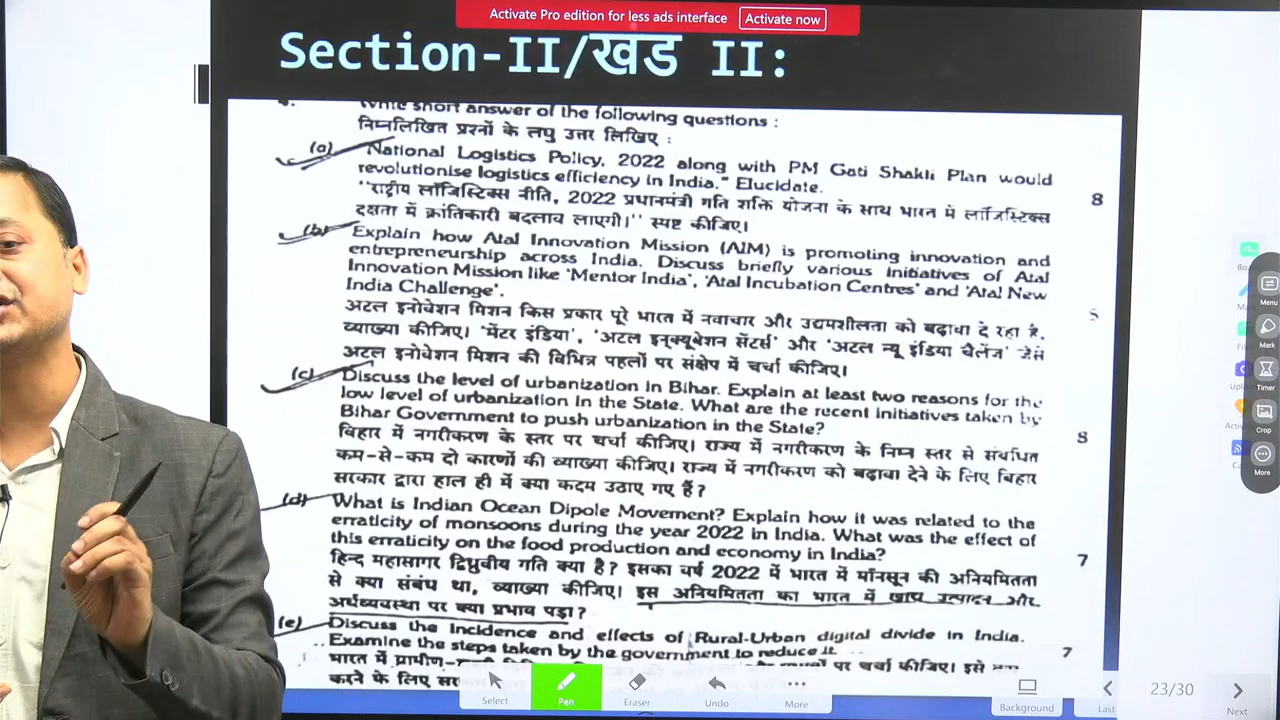 Activate Pro edition for less ads interface Activate now
Section-II/खंड II:
Write short answer of the following questions :
निम्नलिखित प्रश्नों के लघु उत्तर लिखिए :
(a) National Logistics Policy, 2022 along with PM Gati Shakti Plan would
revolutionise logistics efficiency in India." Elucidate.
8
"राष्ट्रीय लॉजिस्टिक्स नीति, 2022 प्रधानमंत्री गति शक्ति योजना के साथ भारत में लॉजिस्टिक्स
दक्षता में क्रांतिकारी बदलाव लाएगी।" स्पष्ट कीजिए।
(b) Explain how Atal Innovation Mission (AIM) is promoting innovation and
entrepreneurship across India. Discuss briefly various initiatives of Atal
Innovation Mission like 'Mentor India', 'Atal Incubation Centres' and 'Atal New
India Challenge'.
अटल इनोवेशन मिशन किस प्रकार पूरे भारत में नवाचार और उद्यमशीलता को बढ़ावा दे रहा है,
व्याख्या कीजिए। 'मेंटर इंडिया', 'अटल इन्क्यूबेशन सेंटर्स' और 'अटल न्यू इंडिया चैलेंज' जैसे
अटल इनोवेशन मिशन की विभिन्न पहलों पर संक्षेप में चर्चा कीजिए।
(c) Discuss the level of urbanization in Bihar. Explain at least two reasons for the
low level of urbanization in the State. What are the recent initiatives taken by
Bihar Government to push urbanization in the State?
8
बिहार में नगरीकरण के स्तर पर चर्चा कीजिए। राज्य में नगरीकरण के निम्न स्तर से संबंधित
कम-से-कम दो कारणों की व्याख्या कीजिए। राज्य में नगरीकरण को बढ़ावा देने के लिए बिहार
सरकार द्वारा हाल ही में क्या कदम उठाए गए हैं?
(d) What is Indian Ocean Dipole Movement? Explain how it was related to the
erraticity of monsoons during the year 2022 in India. What was the effect of
this erraticity on the food production and economy in India?
7
हिन्द महासागर द्विध्रुवीय गति क्या है? इसका वर्ष 2022 में भारत में मॉनसून की अनियमितता
से क्या संबंध था, व्याख्या कीजिए। इस अनियमितता का भारत में खाद्य उत्पादन और
अर्थव्यवस्था पर क्या प्रभाव पड़ा?
(e) Discuss the incidence and effects of Rural-Urban digital divide in India.
Examine the steps taken by the government to reduce it.
7
भारत में ग्रामीण- पर चर्चा कीजिए। इसे
करने के लिए
Select
Pen
Eraser
Undo
More
Background
Last
23/30
Next
Menu
Mark
Timer
Crop
More